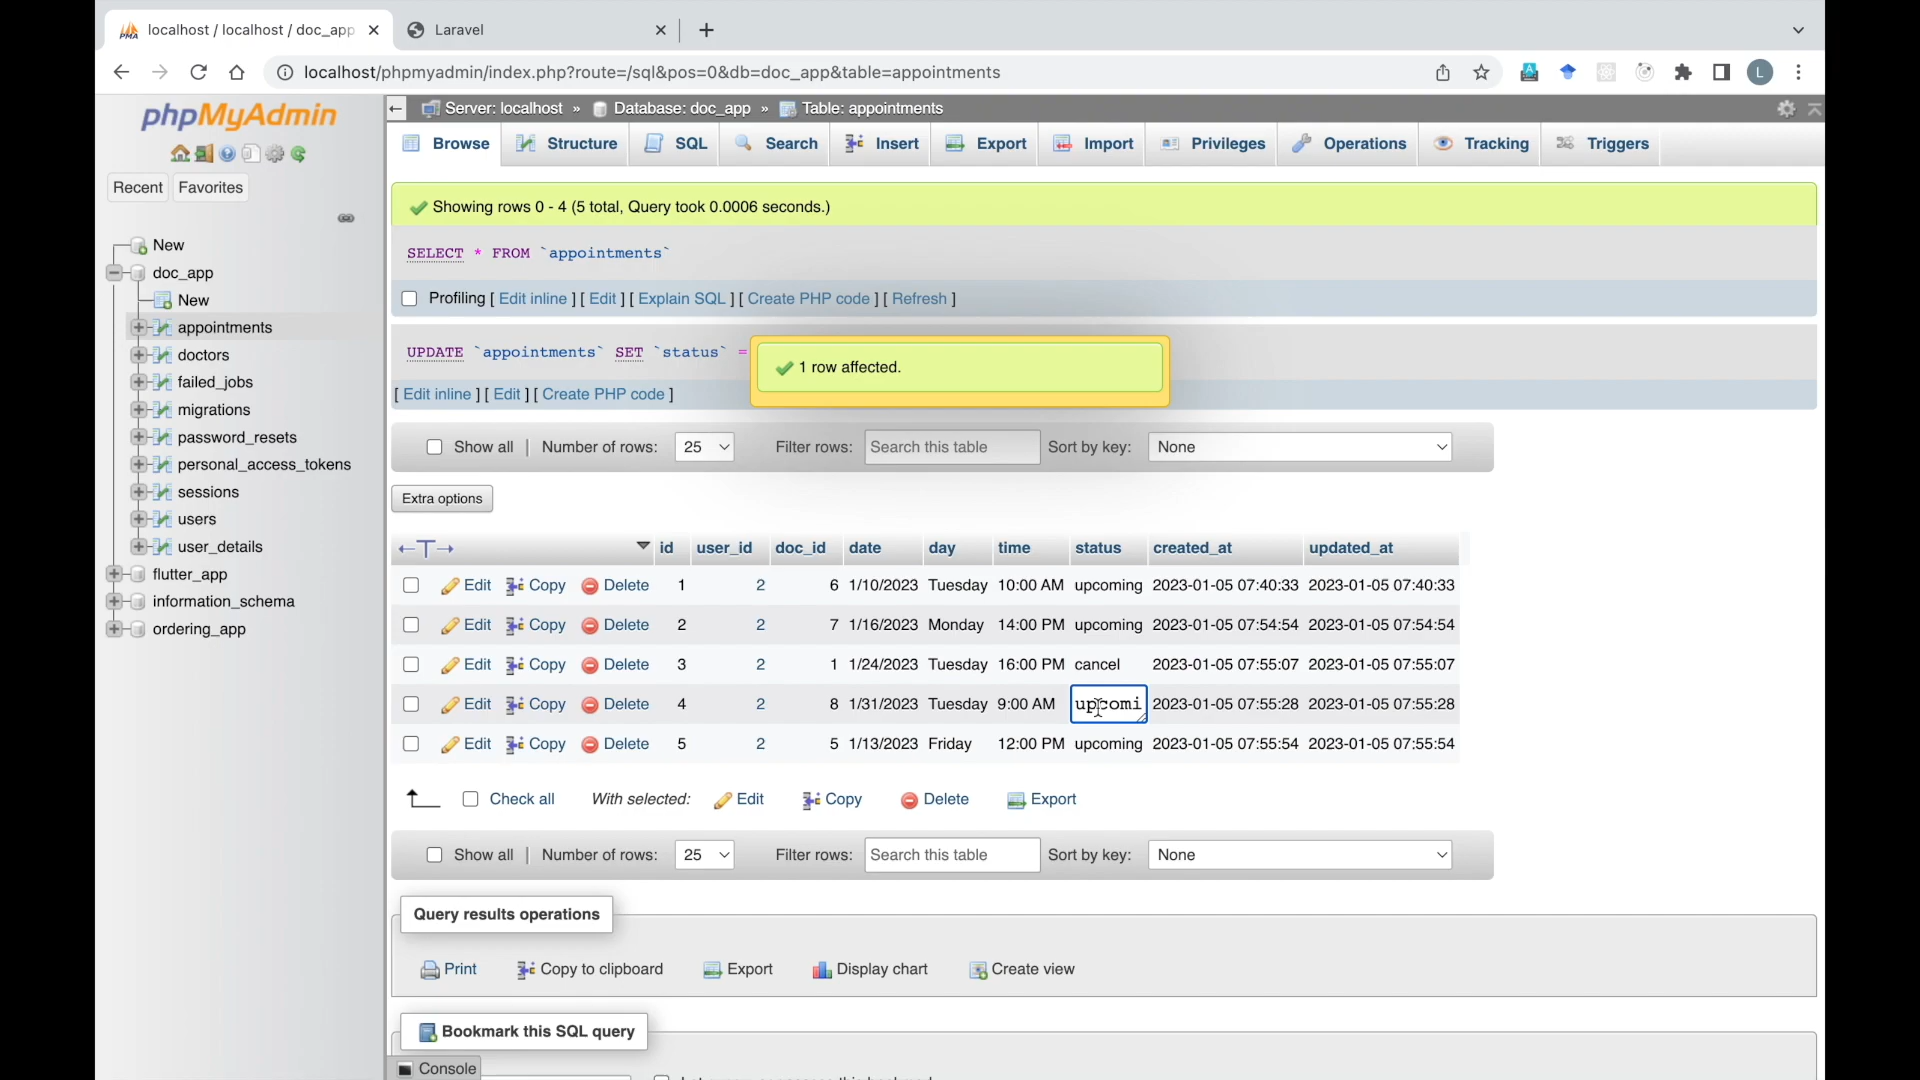 localhost / localhost / doc_app
Laravel
localhost/phpmyadmin/index.php?route=/sql&pos=0&db=doc_app&table=appointments
L
phpMyAdmin
Recent Favorites
New
doc_app
New
appointments
doctors
failed_jobs
migrations
password_resets
personal_access_tokens
sessions
users
user_details
flutter_app
information_schema
ordering_app
Server: localhost » Database: doc_app » Table: appointments
Browse Structure SQL Search Insert Export Import Privileges Operations Tracking Triggers
Showing rows 0 - 4 (5 total, Query took 0.0006 seconds.)
SELECT * FROM `appointments`
Profiling [ Edit inline ] [ Edit ] [ Explain SQL ] [ Create PHP code ] [ Refresh ]
UPDATE `appointments` SET `status` =
1 row affected.
[ Edit inline ] [ Edit ] [ Create PHP code ]
Show all | Number of rows: 25 Filter rows: Search this table Sort by key: None
Extra options
id user_id doc_id date day time status created_at updated_at
Edit Copy Delete 1 2 6 1/10/2023 Tuesday 10:00 AM upcoming 2023-01-05 07:40:33 2023-01-05 07:40:33
Edit Copy Delete 2 2 7 1/16/2023 Monday 14:00 PM upcoming 2023-01-05 07:54:54 2023-01-05 07:54:54
Edit Copy Delete 3 2 1 1/24/2023 Tuesday 16:00 PM cancel 2023-01-05 07:55:07 2023-01-05 07:55:07
Edit Copy Delete 4 2 8 1/31/2023 Tuesday 9:00 AM upcomi 2023-01-05 07:55:28 2023-01-05 07:55:28
Edit Copy Delete 5 2 5 1/13/2023 Friday 12:00 PM upcoming 2023-01-05 07:55:54 2023-01-05 07:55:54
Check all With selected: Edit Copy Delete Export
Show all | Number of rows: 25 Filter rows: Search this table Sort by key: None
Query results operations
Print Copy to clipboard Export Display chart Create view
Bookmark this SQL query
Console